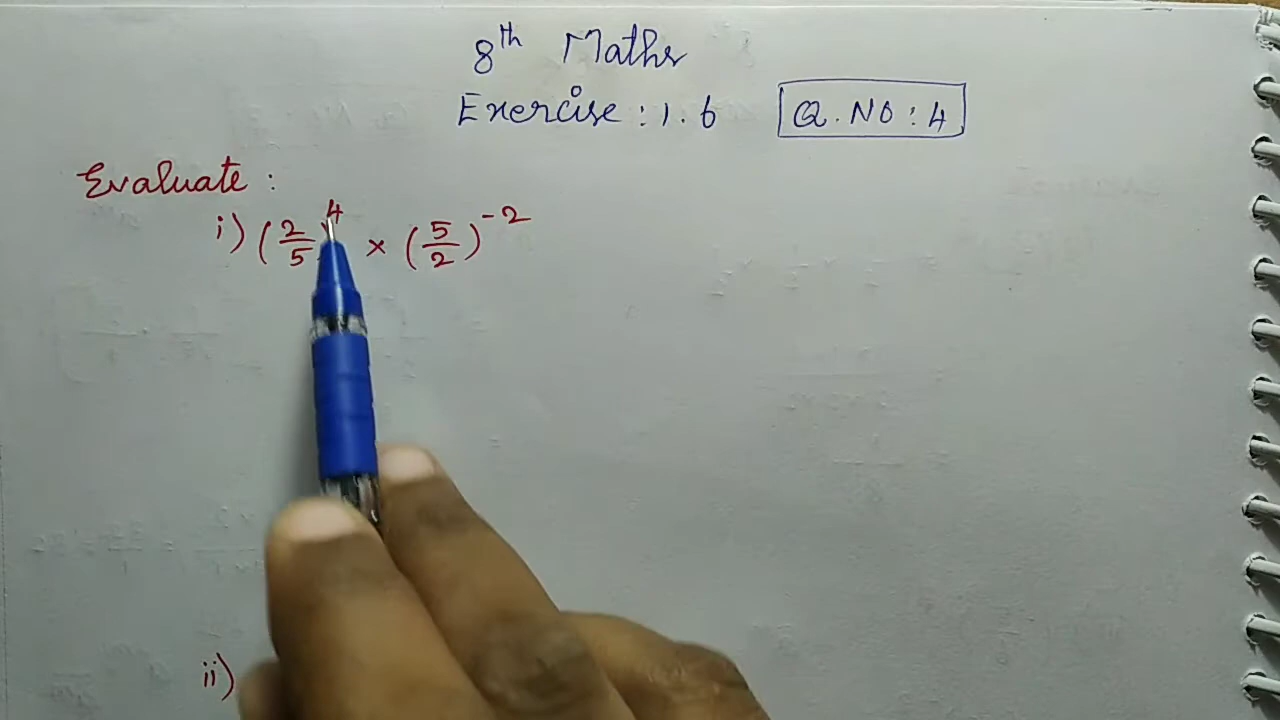 8th Maths
Exercise : 1.6 Q. NO : 4
Evaluate :
i) (2/5)^4 × (5/2)^-2
ii)